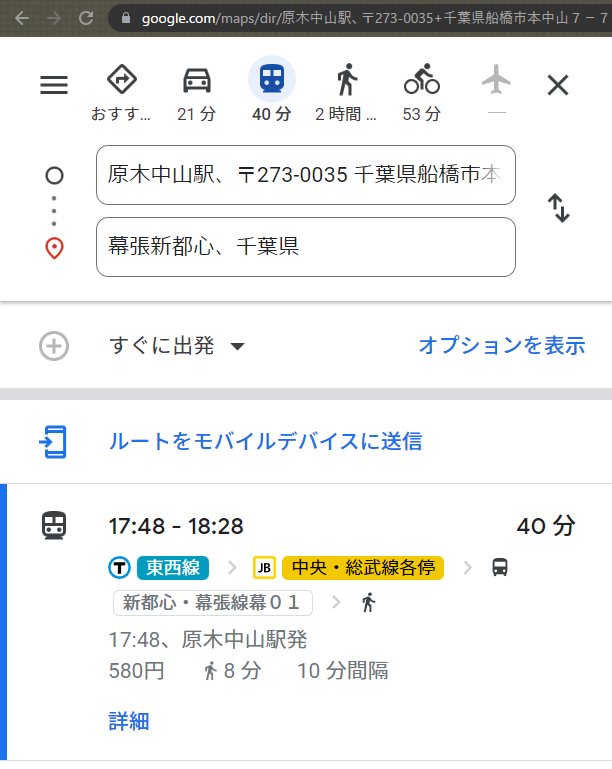 google.com/maps/dir/原木中山駅、〒273-0035+千葉県船橋市本中山７－７
おすす… 21 分 40 分 2 時間 … 53 分 —
原木中山駅、〒273-0035 千葉県船橋市本中
幕張新都心、千葉県
すぐに出発 オプションを表示
ルートをモバイルデバイスに送信
17:48 - 18:28 40 分
T 東西線 JB 中央・総武線各停
新都心・幕張線幕０１
17:48、原木中山駅発
580円 8 分 10 分間隔
詳細